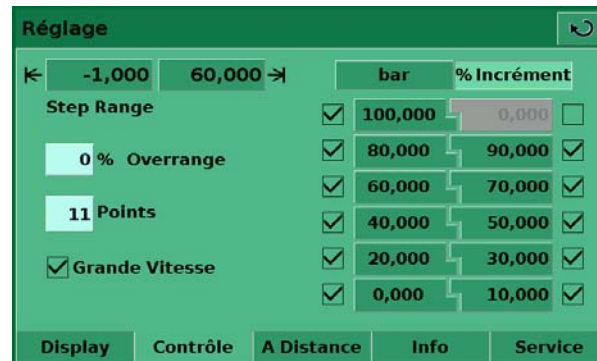 Réglage
-1,000 60,000 bar % Incrément
Step Range
100,000 0,000
0 % Overrange
80,000 90,000
60,000 70,000
11 Points
40,000 50,000
Grande Vitesse
20,000 30,000
0,000 10,000
Display Contrôle A Distance Info Service